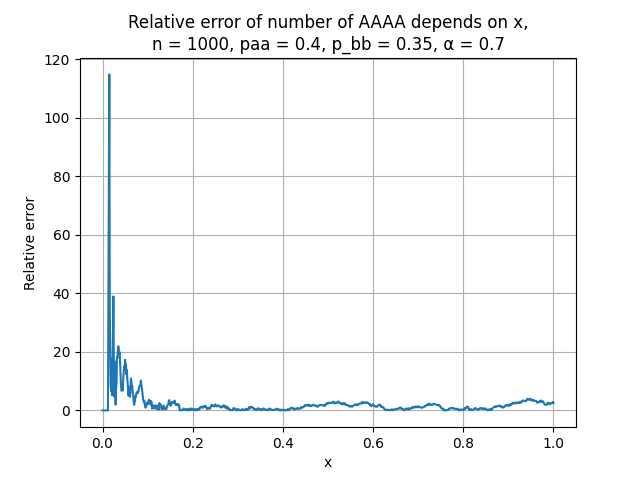 Relative error of number of AAAA depends on x,
n = 1000, paa = 0.4, p_bb = 0.35, α = 0.7
120
100
80
60
40
20
0
Relative error
0.0 0.2 0.4 0.6 0.8 1.0
x